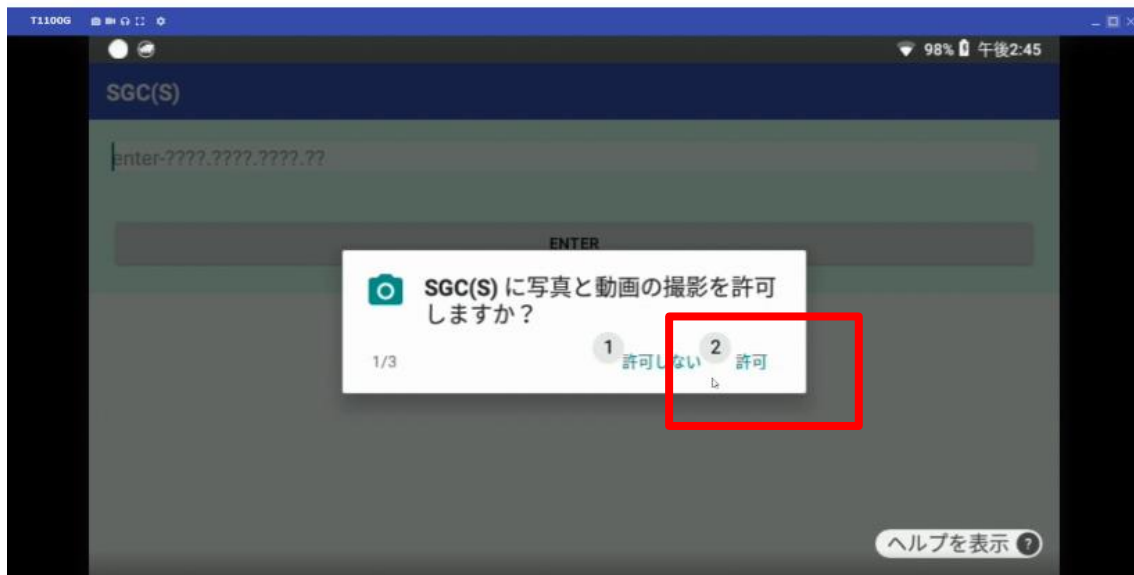 T1100G
98% 午後2:45
SGC(S)
enter-????.????.????.??
ENTER
SGC(S) に写真と動画の撮影を許可
しますか？
1/3
1 許可しない 2 許可
ヘルプを表示 ?